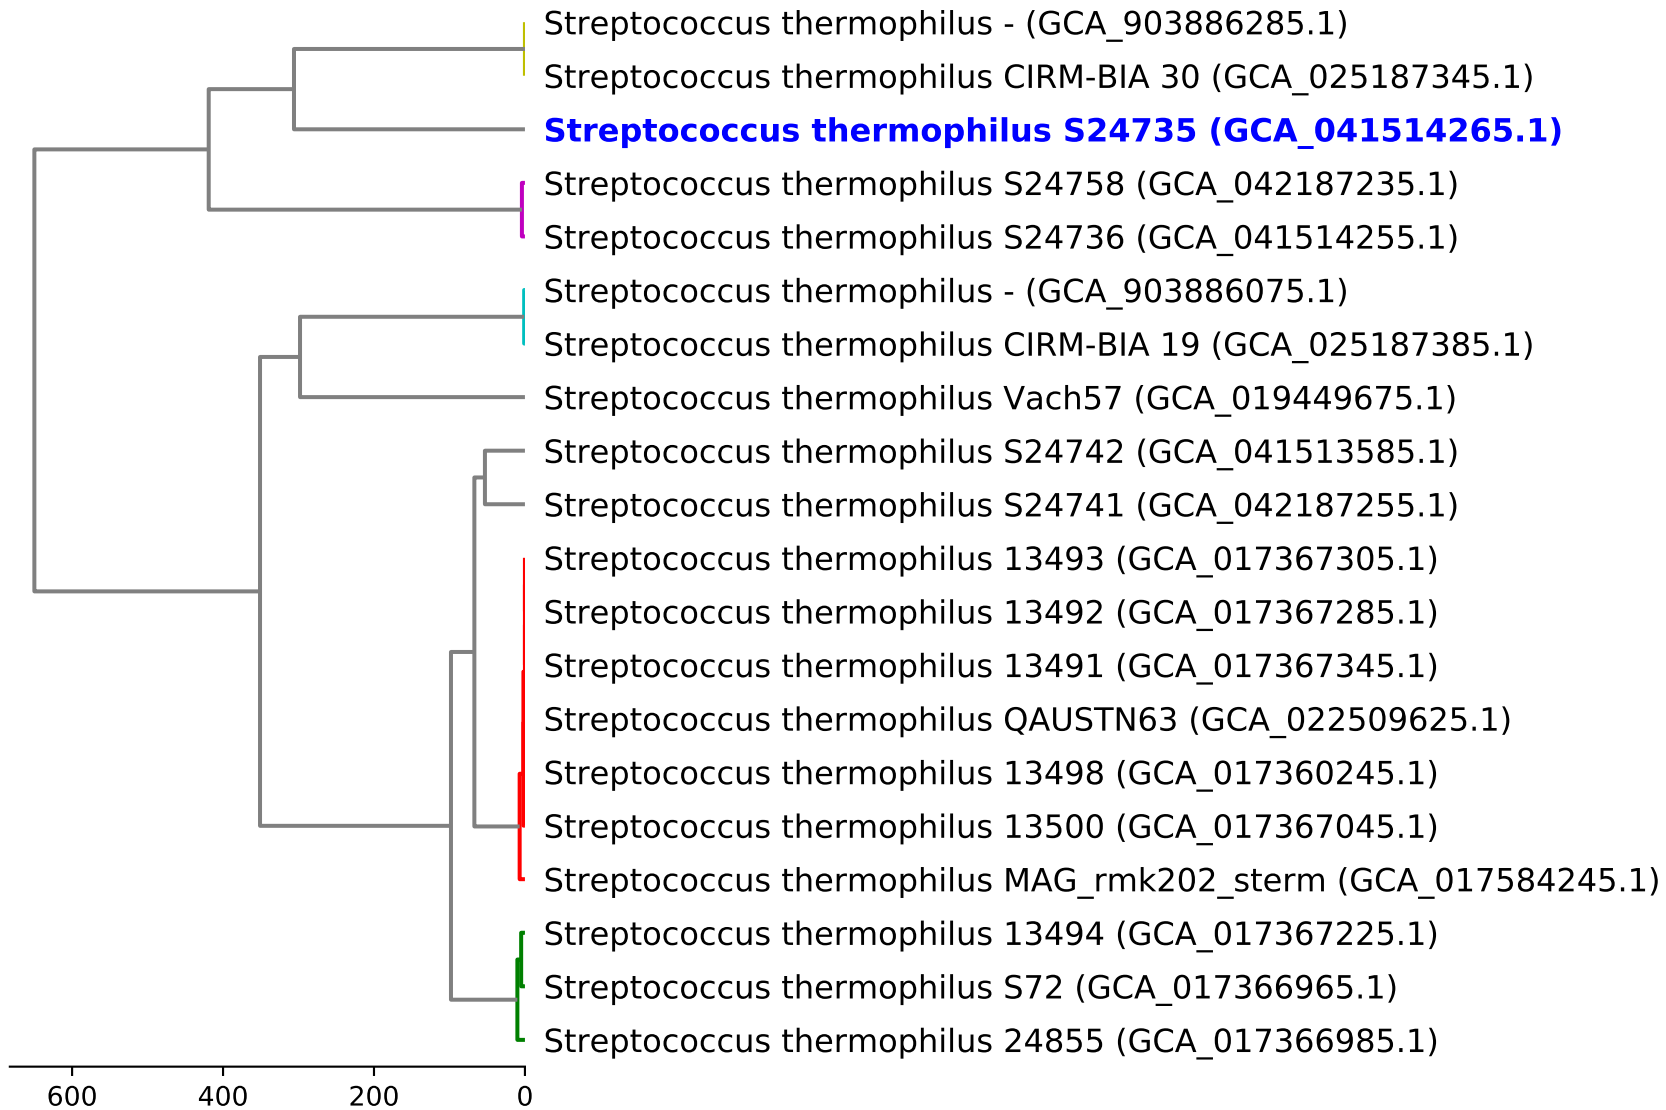 Streptococcus thermophilus - (GCA_903886285.1)
Streptococcus thermophilus CIRM-BIA 30 (GCA_025187345.1)
Streptococcus thermophilus S24735 (GCA_041514265.1)
Streptococcus thermophilus S24758 (GCA_042187235.1)
Streptococcus thermophilus S24736 (GCA_041514255.1)
Streptococcus thermophilus - (GCA_903886075.1)
Streptococcus thermophilus CIRM-BIA 19 (GCA_025187385.1)
Streptococcus thermophilus Vach57 (GCA_019449675.1)
Streptococcus thermophilus S24742 (GCA_041513585.1)
Streptococcus thermophilus S24741 (GCA_042187255.1)
Streptococcus thermophilus 13493 (GCA_017367305.1)
Streptococcus thermophilus 13492 (GCA_017367285.1)
Streptococcus thermophilus 13491 (GCA_017367345.1)
Streptococcus thermophilus QAUSTN63 (GCA_022509625.1)
Streptococcus thermophilus 13498 (GCA_017360245.1)
Streptococcus thermophilus 13500 (GCA_017367045.1)
Streptococcus thermophilus MAG_rmk202_sterm (GCA_017584245.1)
Streptococcus thermophilus 13494 (GCA_017367225.1)
Streptococcus thermophilus S72 (GCA_017366965.1)
Streptococcus thermophilus 24855 (GCA_017366985.1)
600 400 200 0